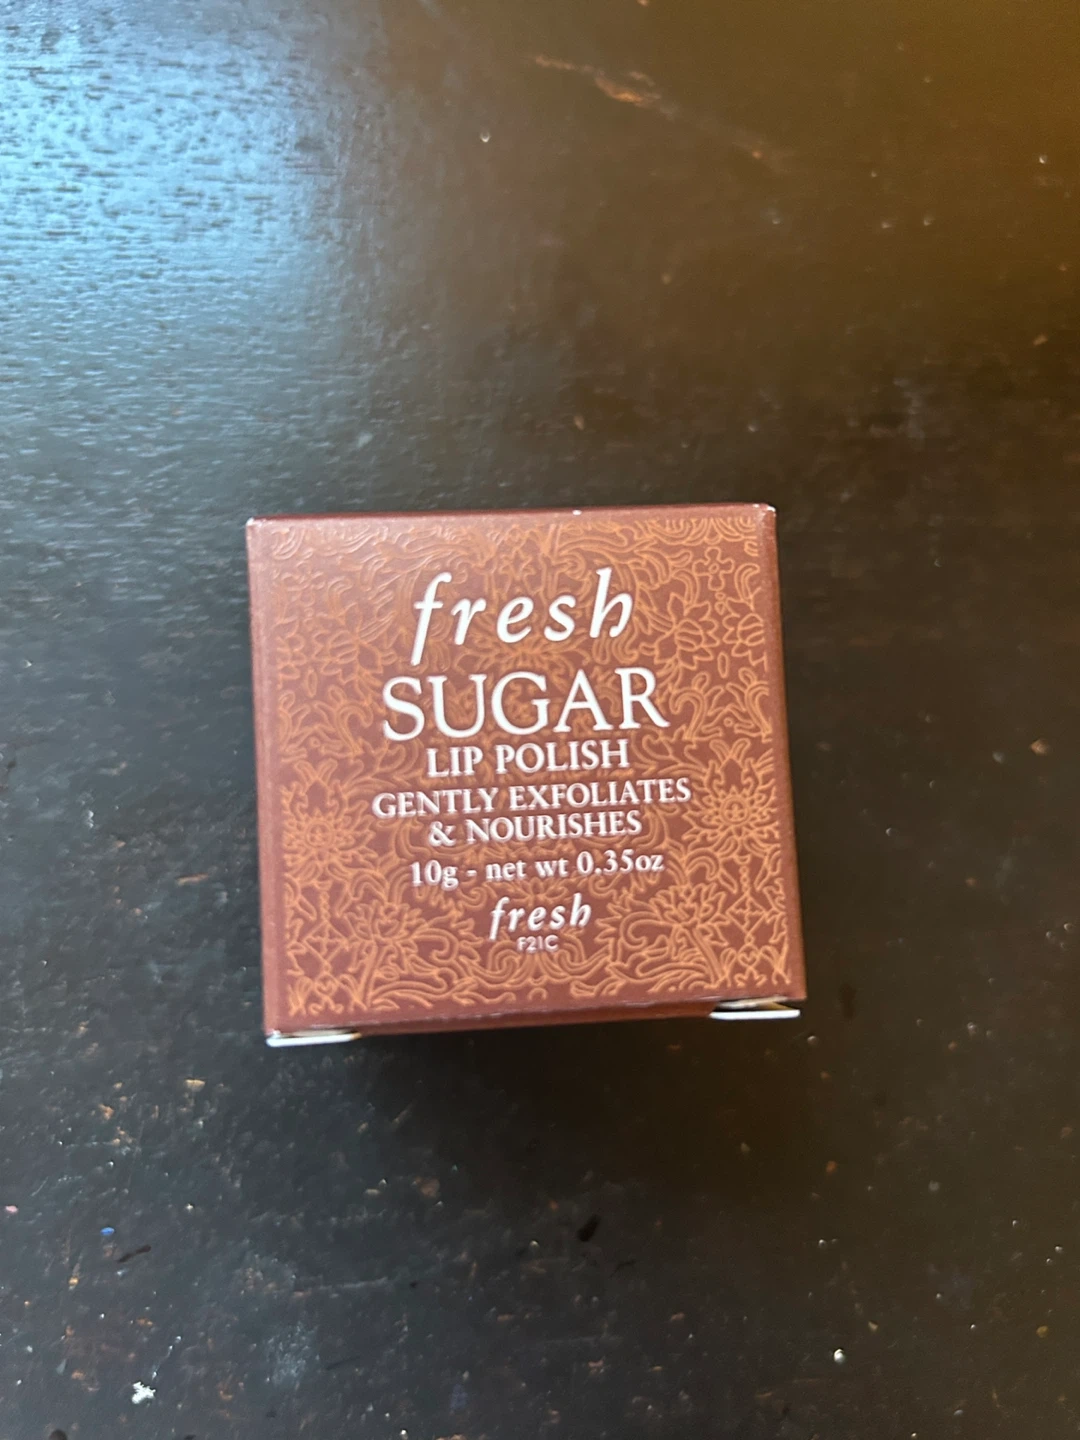 fresh
SUGAR
LIP POLISH
GENTLY EXFOLIATES
& NOURISHES
10g - net wt 0.35oz
fresh
F21C